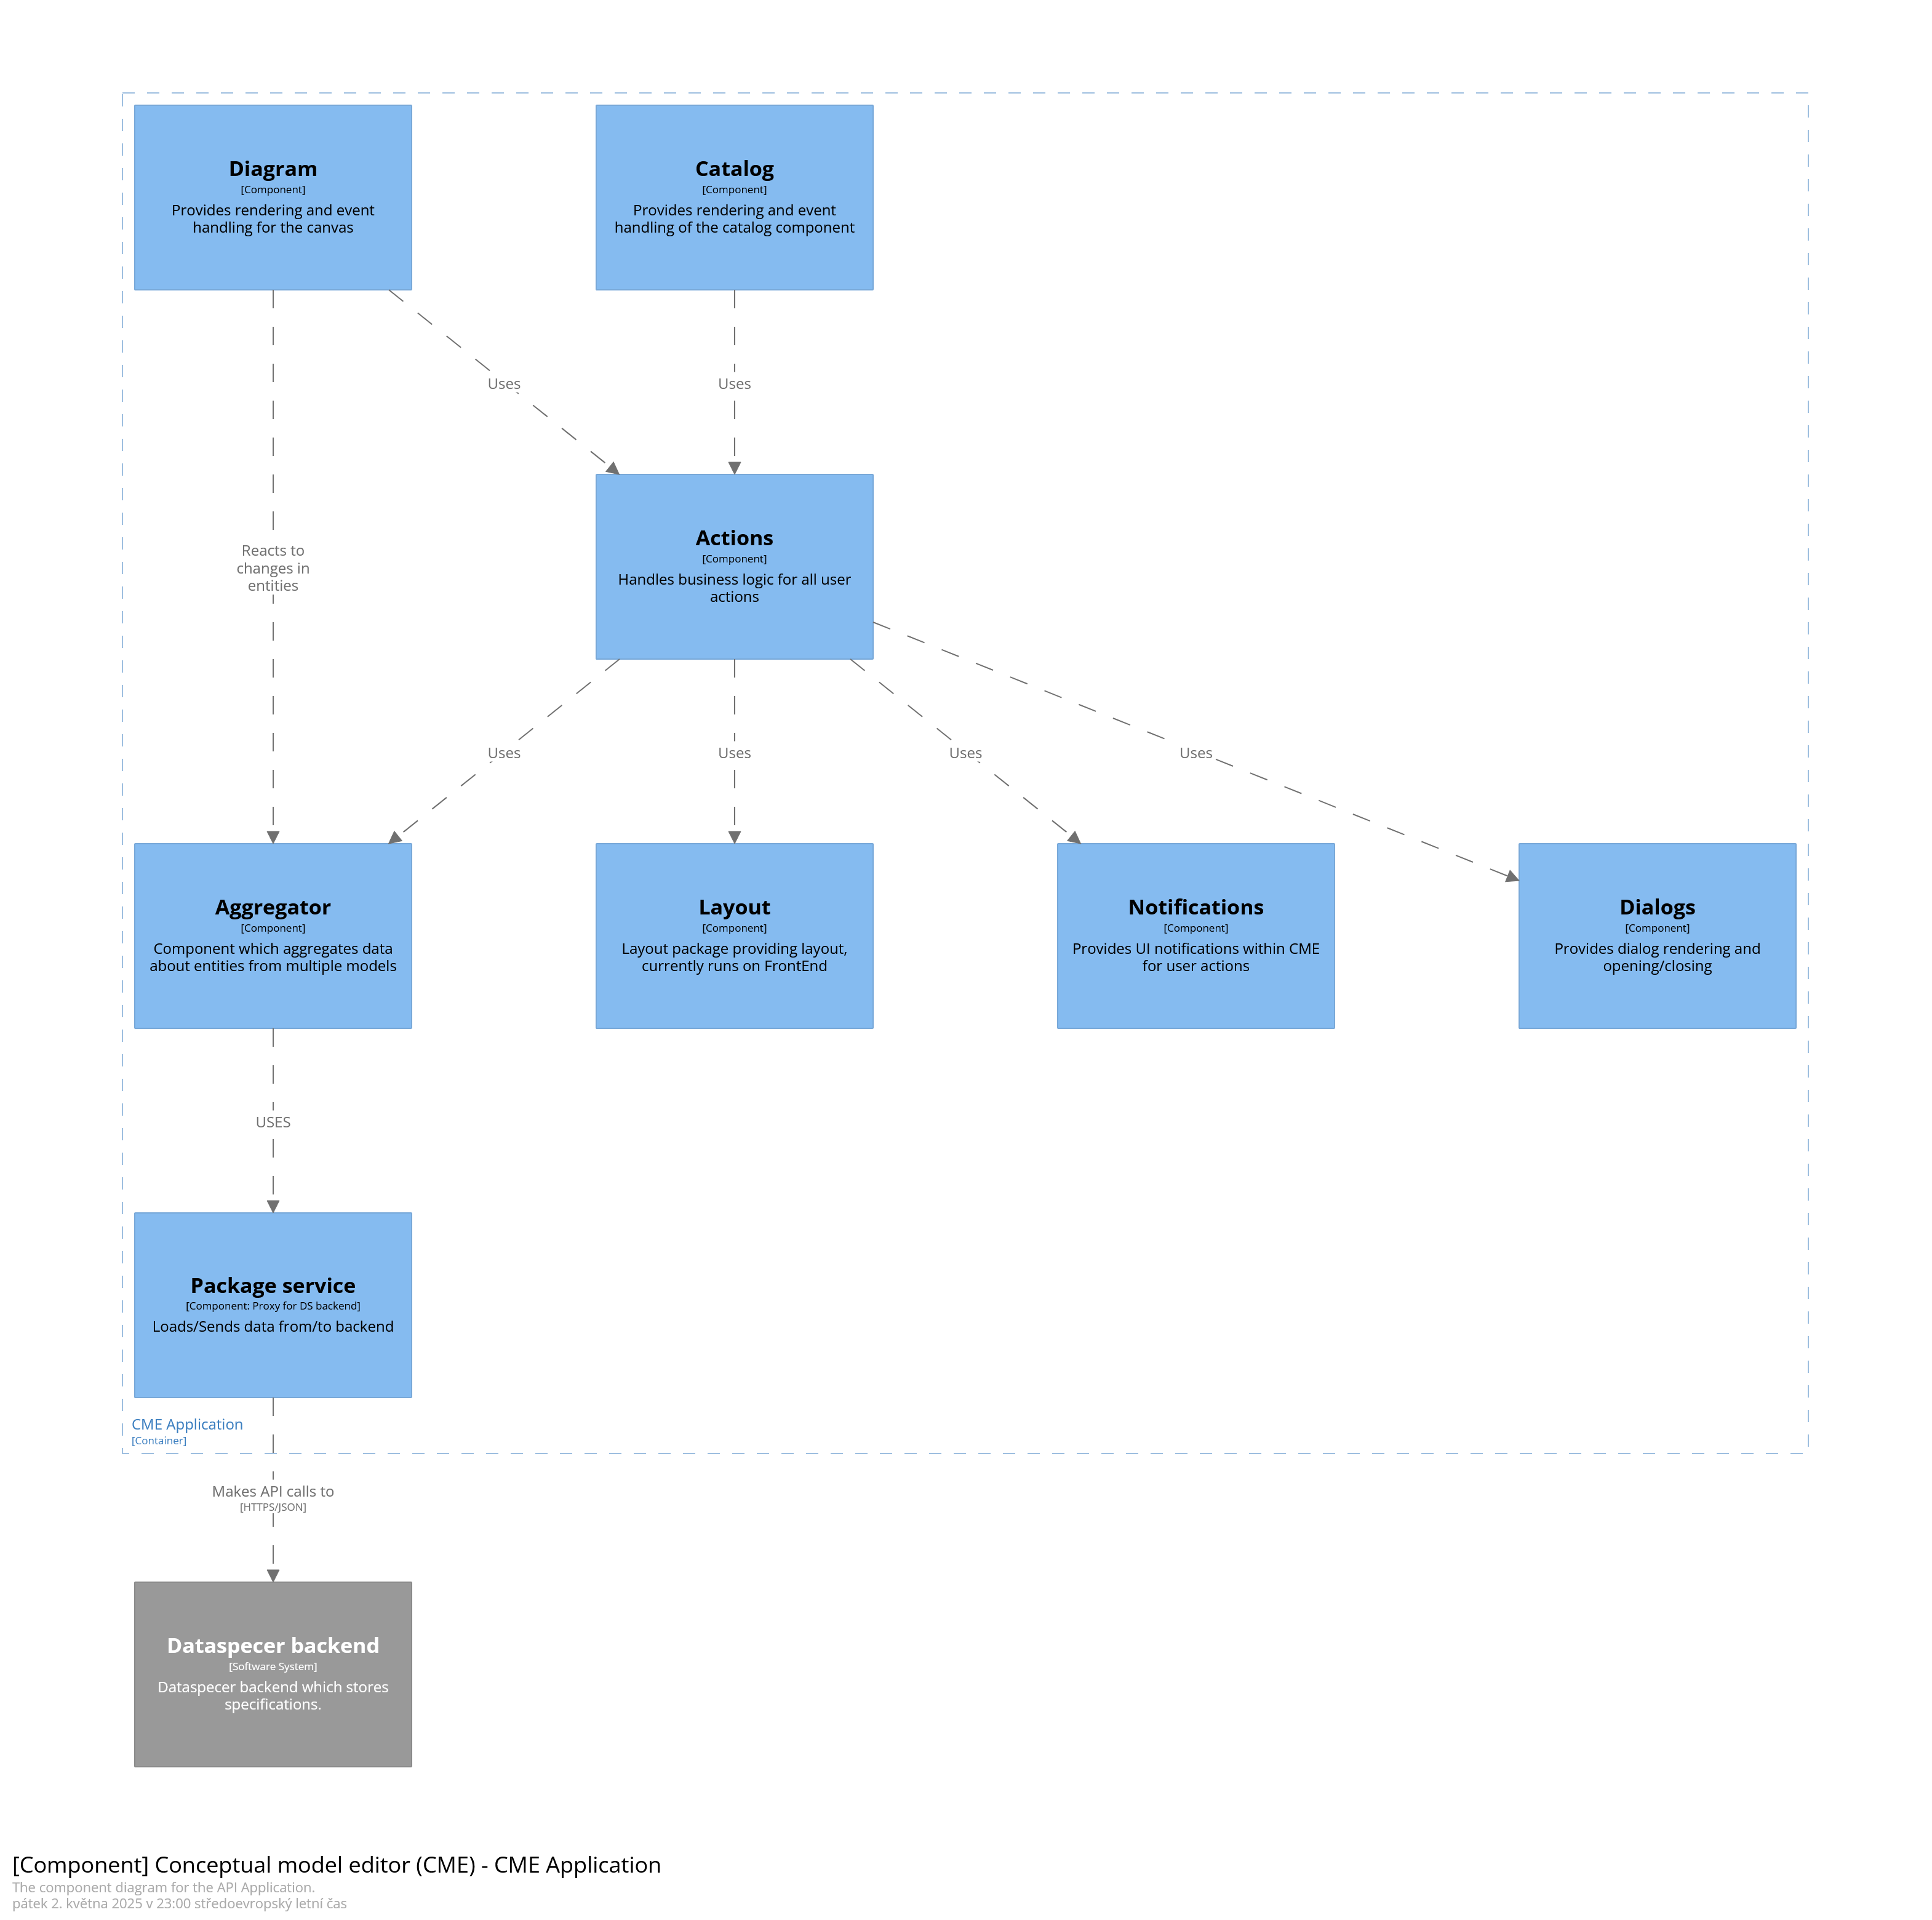 Diagram
[Component]
Provides rendering and event
handling for the canvas
Catalog
[Component]
Provides rendering and event
handling of the catalog component
Uses
Uses
Actions
[Component]
Handles business logic for all user
actions
Reacts to
changes in
entities
Uses
Uses
Uses
Uses
Aggregator
[Component]
Component which aggregates data
about entities from multiple models
Layout
[Component]
Layout package providing layout,
currently runs on FrontEnd
Notifications
[Component]
Provides UI notifications within CME
for user actions
Dialogs
[Component]
Provides dialog rendering and
opening/closing
USES
Package service
[Component: Proxy for DS backend]
Loads/Sends data from/to backend
CME Application
[Container]
Makes API calls to
[HTTPS/JSON]
Dataspecer backend
[Software System]
Dataspecer backend which stores
specifications.
[Component] Conceptual model editor (CME) - CME Application
The component diagram for the API Application.
pátek 2. května 2025 v 23:00 středoevropský letní čas